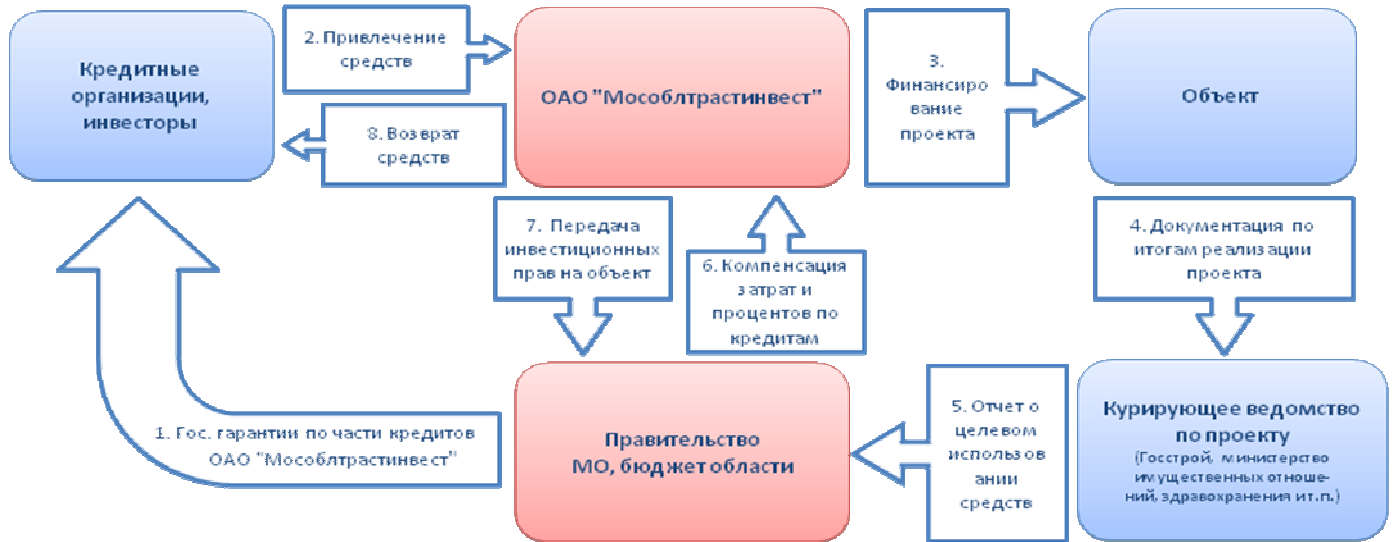 Кредитные
организации,
инвесторы
2. Привлечение
средств
8. Возврат
средств
ОАО "Мособлтрастинвест"
3.
Финансиро
вание
проекта
Объект
7. Передача
инвестиционных
прав на объект
6. Компенсация
затрат и
процентов по
кредитам
4. Документация по
итогам реализации
проекта
1. Гос. гарантии по части кредитов
ОАО "Мособлтрастинвест"
Правительство
МО, бюджет области
5. Отчет о
целевом
использов
ании
средств
Курирующее ведомство
по проекту
(Госстрой, министерство
имущественных отноше-
ний, здравохранения и т.п.)